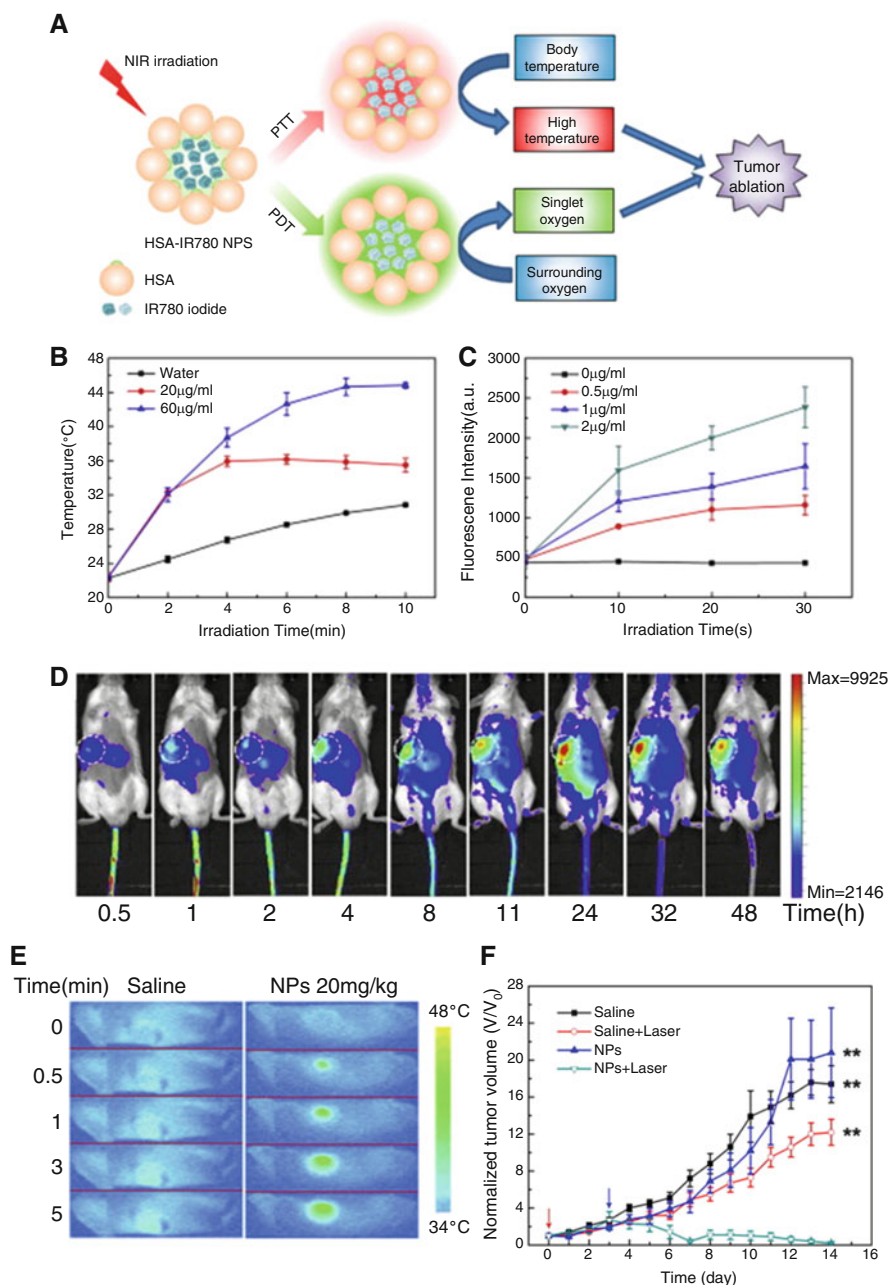 A
NIR irradiation
PTT
PDT
HSA-IR780 NPS
HSA
IR780 iodide
Body
temperature
High
temperature
Singlet
oxygen
Surrounding
oxygen
Tumor
ablation
B
48
44
40
36
32
28
24
20
Temperature(°C)
Water
20μg/ml
60μg/ml
0 2 4 6 8 10
Irradiation Time(min)
C
3000
2500
2000
1500
1000
500
0
Fluorescene Intensity(a.u.
0μg/ml
0.5μg/ml
1μg/ml
2μg/ml
0 10 20 30
Irradiation Time(s)
D
Max=9925
Min=2146
0.5 1 2 4 8 11 24 32 48 Time(h)
E
Time(min) Saline NPs 20mg/kg
0
0.5
1
3
5
48°C
34°C
F
28
24
20
16
12
8
4
0
Normalized tumor volume (V/V0)
Saline
Saline+Laser
NPs
NPs+Laser
**
**
**
0 2 4 6 8 10 12 14 16
Time (day)